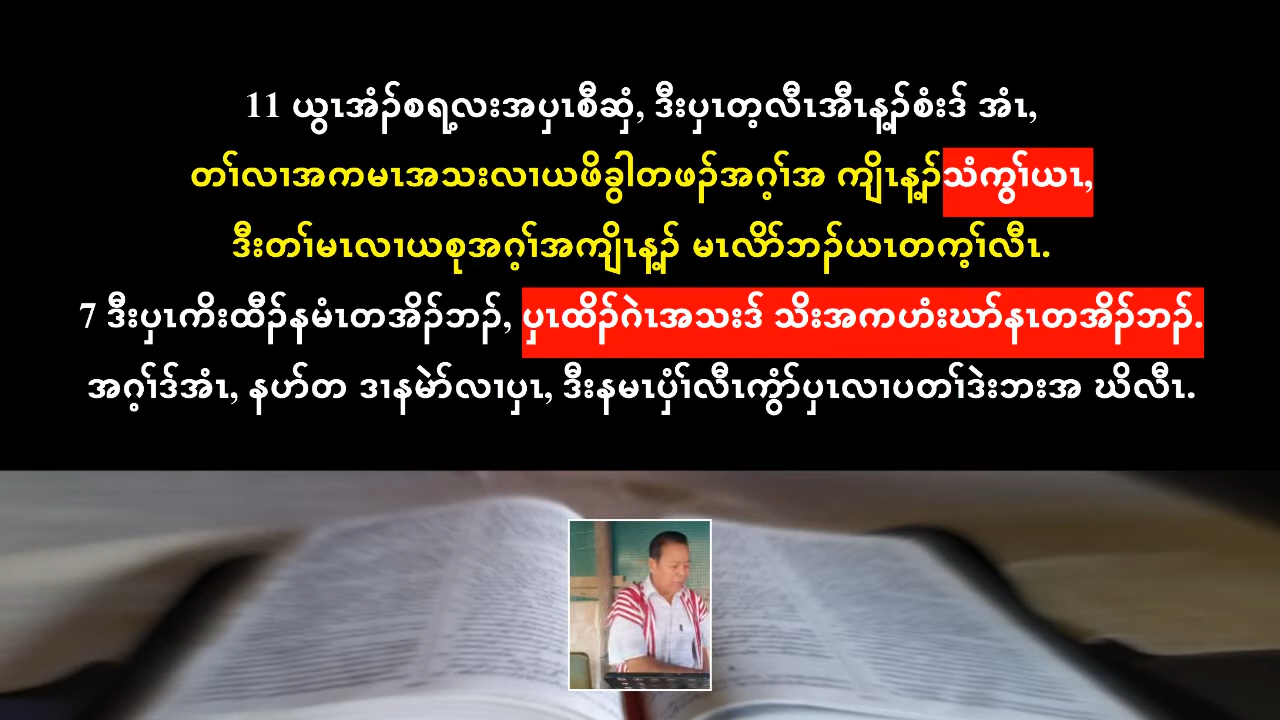 11 ယွၤအံၣ်စရ့လးအပှၤစီဆှံ, ဒီးပှၤတ့လီၤအီၤန့ၣ်စံးဒ် အံၤ,
တၢ်လၢအကမၤအသးလၢယဖိခွါတဖၣ်အဂ့ၢ်အ ကျိၤန့ၣ်သံကွၢ်ယၤ,
ဒီးတၢ်မၤလၢယစုအဂ့ၢ်အကျိၤန့ၣ် မၤလိာ်ဘၣ်ယၤတက့ၢ်လီၤ.
7 ဒီးပှၤကိးထီၣ်နမံၤတအိၣ်ဘၣ်, ပှၤထိၣ်ဂဲၤအသးဒ် သိးအကဟံးဃာ်နၤတအိၣ်ဘၣ်.
အဂ့ၢ်ဒ်အံၤ, နဟာ်တ ဒၢနမဲာ်လၢပှၤ, ဒီးနမၤပှံၢ်လီၤကွံာ်ပှၤလၢပတၢ်ဒဲးဘးအ ဃိလီၤ.